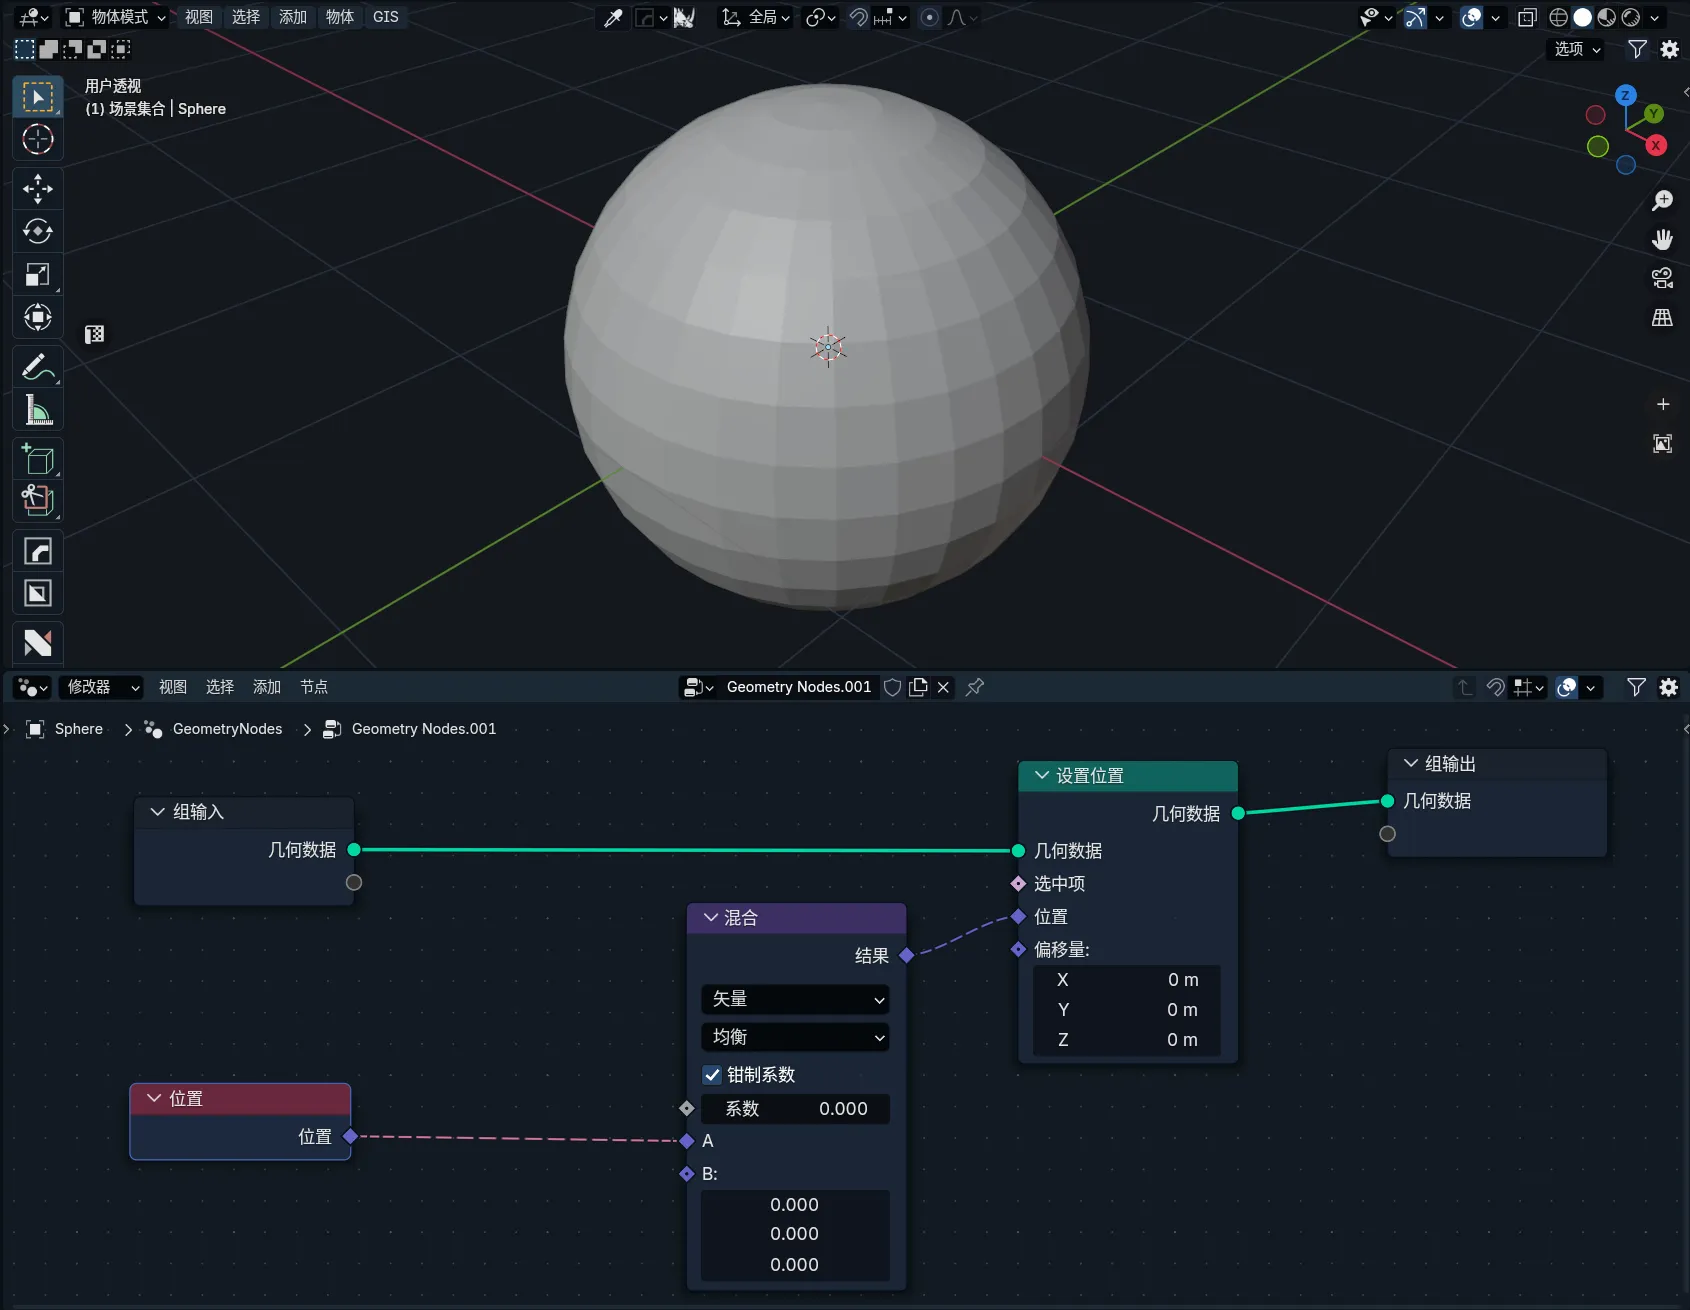 物体模式 视图 选择 添加 物体 GIS 全局
选项
用户透视
(1) 场景集合 | Sphere
Z
Y
X
修改器 视图 选择 添加 节点 Geometry Nodes.001
Sphere GeometryNodes Geometry Nodes.001
组输入
几何数据
设置位置
几何数据
几何数据
选中项
位置
偏移量:
X 0 m
Y 0 m
Z 0 m
组输出
几何数据
混合
结果
矢量
均衡
钳制系数
系数 0.000
A
B:
0.000
0.000
0.000
位置
位置